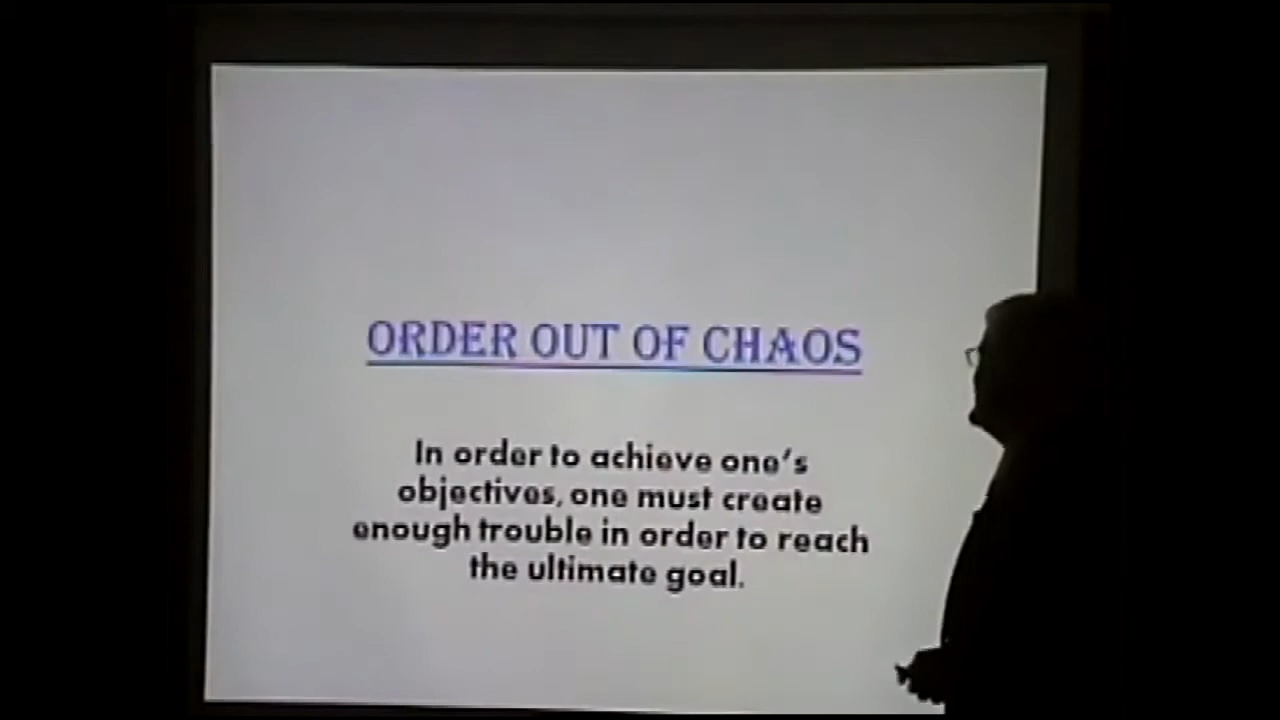 ORDER OUT OF CHAOS
In order to achieve one's
objectives, one must create
enough trouble in order to reach
the ultimate goal.